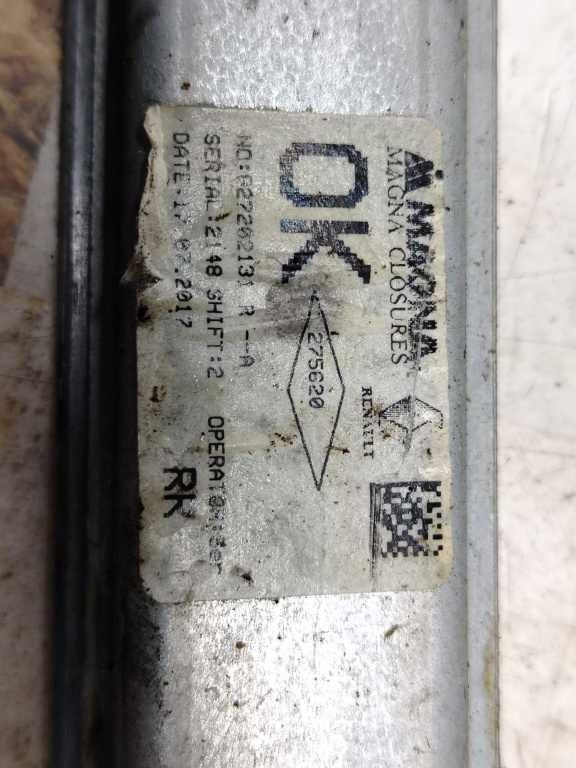 MAGNA
MAGNA CLOSURES
RENAULT
OK
275620
SERIAL:2148 SHIFT:2
DATE:17.07.2017
RK